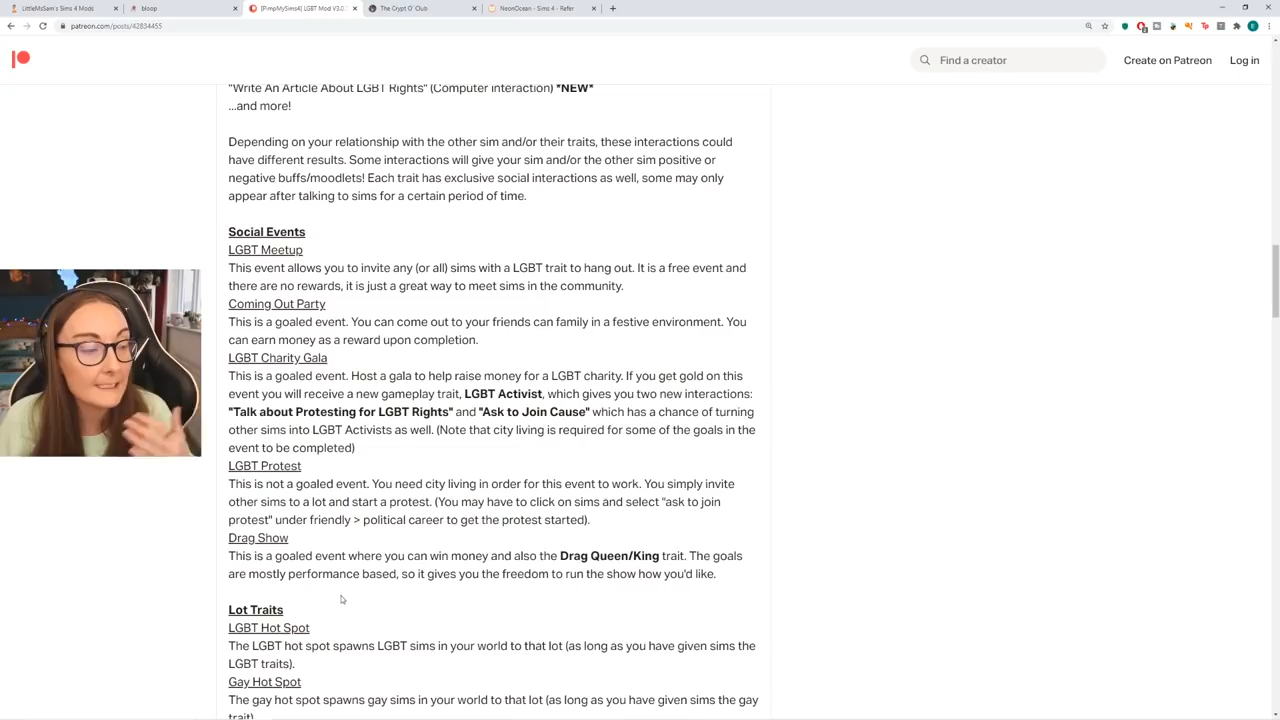 LittleMsSam's Sims 4 Mods
bloop
[PimpMySims4] LGBT Mod V3.0
The Crypt O' Club
NeonOcean - Sims 4 - Refer
patreon.com/posts/42834455
Find a creator
Create on Patreon
Log in
"Write An Article About LGBT Rights" (Computer Interaction) *NEW*
...and more!
Depending on your relationship with the other sim and/or their traits, these interactions could
have different results. Some interactions will give your sim and/or the other sim positive or
negative buffs/moodlets! Each trait has exclusive social interactions as well, some may only
appear after talking to sims for a certain period of time.
Social Events
LGBT Meetup
This event allows you to invite any (or all) sims with a LGBT trait to hang out. It is a free event and
there are no rewards, it is just a great way to meet sims in the community.
Coming Out Party
This is a goaled event. You can come out to your friends can family in a festive environment. You
can earn money as a reward upon completion.
LGBT Charity Gala
This is a goaled event. Host a gala to help raise money for a LGBT charity. If you get gold on this
event you will receive a new gameplay trait, LGBT Activist, which gives you two new interactions:
"Talk about Protesting for LGBT Rights" and "Ask to Join Cause" which has a chance of turning
other sims into LGBT Activists as well. (Note that city living is required for some of the goals in the
event to be completed)
LGBT Protest
This is not a goaled event. You need city living in order for this event to work. You simply invite
other sims to a lot and start a protest. (You may have to click on sims and select "ask to join
protest" under friendly > political career to get the protest started).
Drag Show
This is a goaled event where you can win money and also the Drag Queen/King trait. The goals
are mostly performance based, so it gives you the freedom to run the show how you'd like.
Lot Traits
LGBT Hot Spot
The LGBT hot spot spawns LGBT sims in your world to that lot (as long as you have given sims the
LGBT traits).
Gay Hot Spot
The gay hot spot spawns gay sims in your world to that lot (as long as you have given sims the gay
trait)